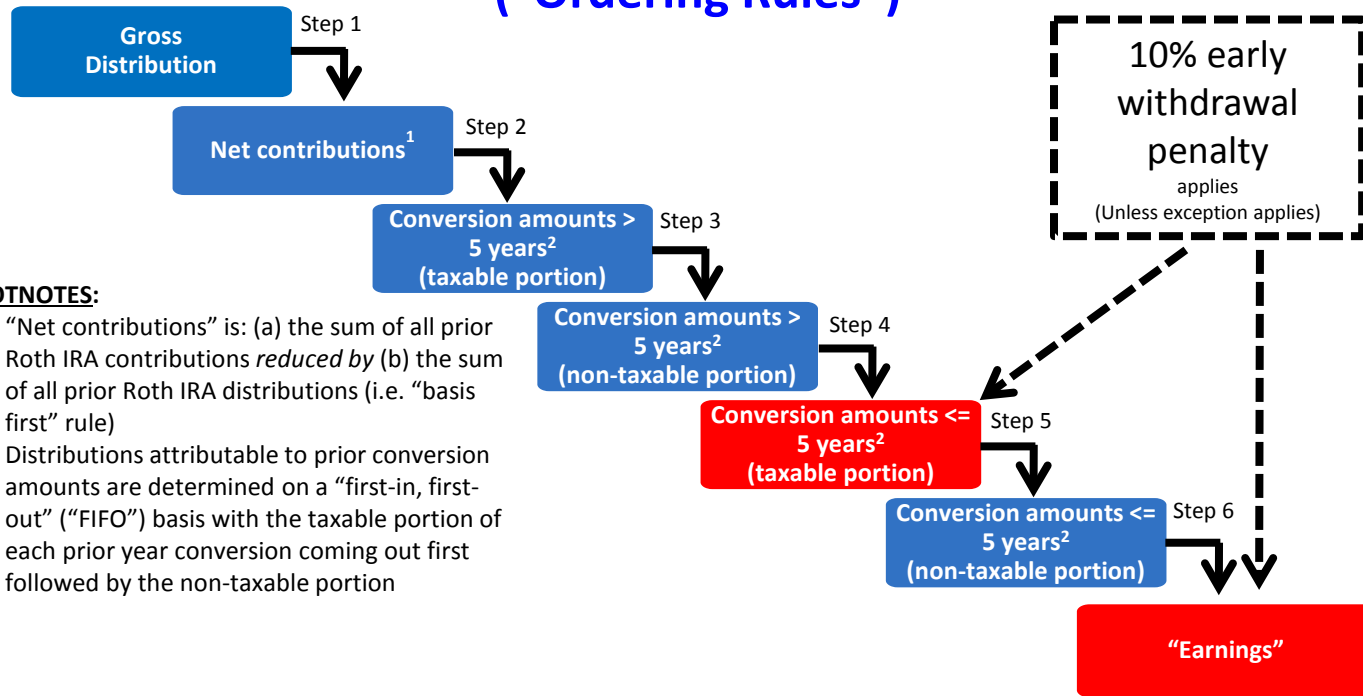 ("Ordering Rules")
Gross
Distribution
Step 1
Net contributions1
Step 2
Conversion amounts >
5 years2
(taxable portion)
Step 3
Conversion amounts >
5 years2
(non-taxable portion)
Step 4
Conversion amounts <=
5 years2
(taxable portion)
Step 5
Conversion amounts <=
5 years2
(non-taxable portion)
Step 6
“Earnings”
10% early
withdrawal
penalty
applies
(Unless exception applies)
OTNOTES:
“Net contributions” is: (a) the sum of all prior
Roth IRA contributions reduced by (b) the sum
of all prior Roth IRA distributions (i.e. “basis
first” rule)
Distributions attributable to prior conversion
amounts are determined on a “first-in, first-
out” (“FIFO”) basis with the taxable portion of
each prior year conversion coming out first
followed by the non-taxable portion